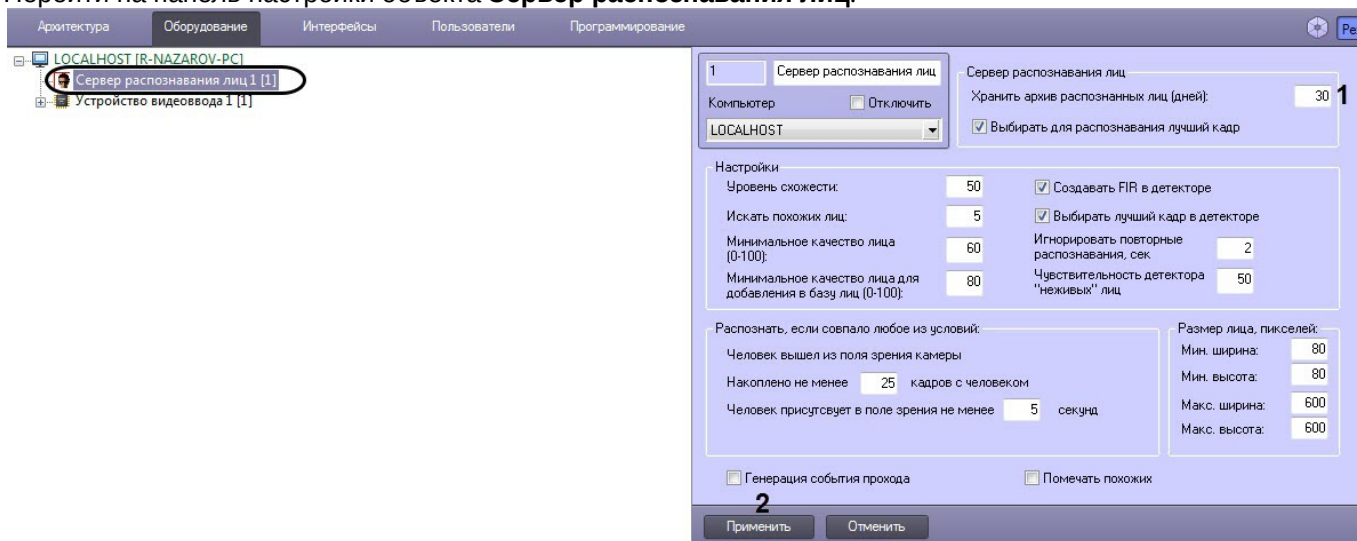 Перейти на панель настройки объекта Сервер распознавания лиц.
Архитектура Оборудование Интерфейсы Пользователи Программирование
LOCALHOST [R-NAZAROV-PC]
Сервер распознавания лиц 1 [1]
Устройство видеоввода 1 [1]
1 Сервер распознавания лиц
Компьютер Отключить
LOCALHOST
Сервер распознавания лиц
Хранить архив распознанных лиц (дней): 30 1
Выбирать для распознавания лучший кадр
Настройки
Уровень схожести: 50 Создавать FIR в детекторе
Искать похожих лиц: 5 Выбирать лучший кадр в детекторе
Минимальное качество лица
(0-100): 60
Игнорировать повторные
распознавания, сек 2
Минимальное качество лица для
добавления в базу лиц (0-100): 80
Чувствительность детектора
"неживых" лиц 50
Распознать, если совпало любое из условий:
Человек вышел из поля зрения камеры
Накоплено не менее 25 кадров с человеком
Человек присутсвует в поле зрения не менее 5 секунд
Размер лица, пикселей:
Мин. ширина: 80
Мин. высота: 80
Макс. ширина: 600
Макс. высота: 600
Генерация события прохода Помечать похожих
2
Применить Отменить